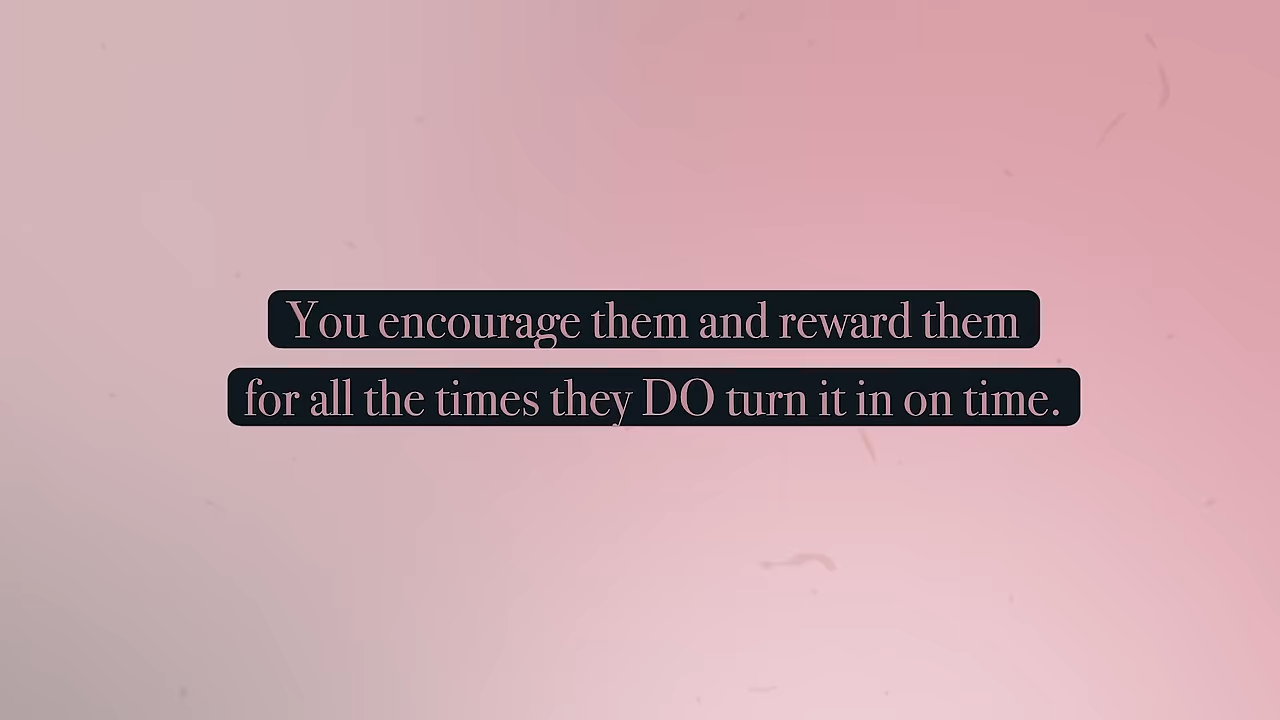 You encourage them and reward them
for all the times they DO turn it in on time.